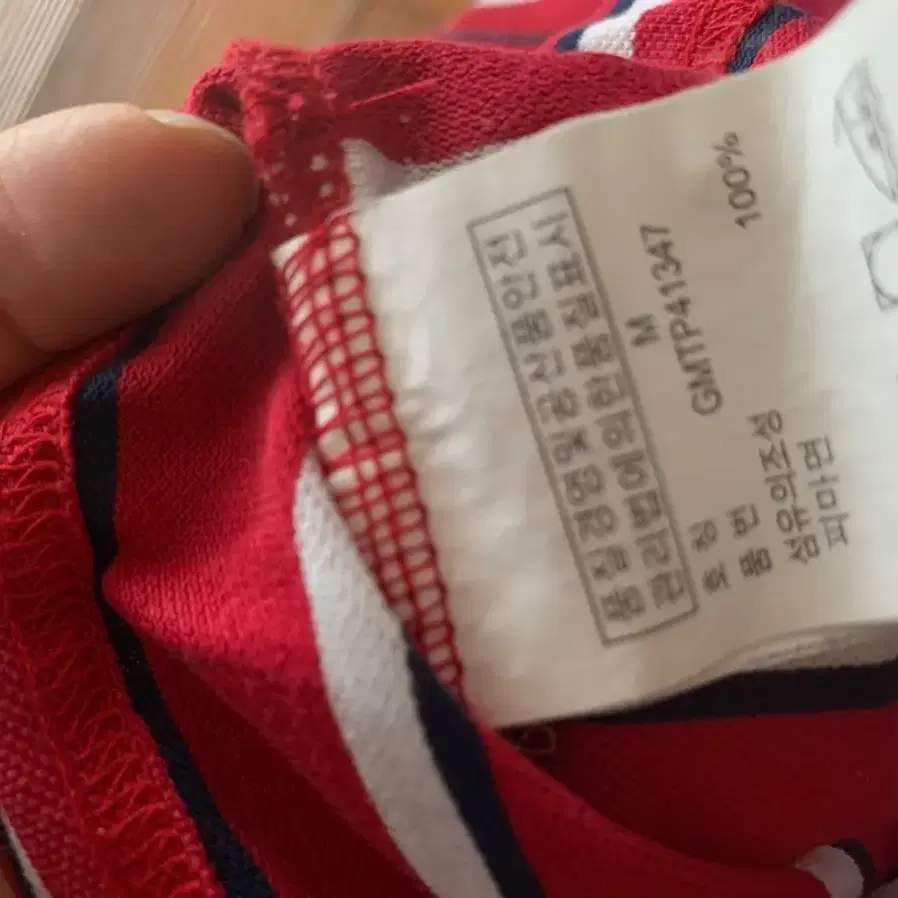 품질경영및공산품안전
관리법에의한품질표시
호 칭 M
품 번 GMTP41347
섬유의조성
피마면 100%